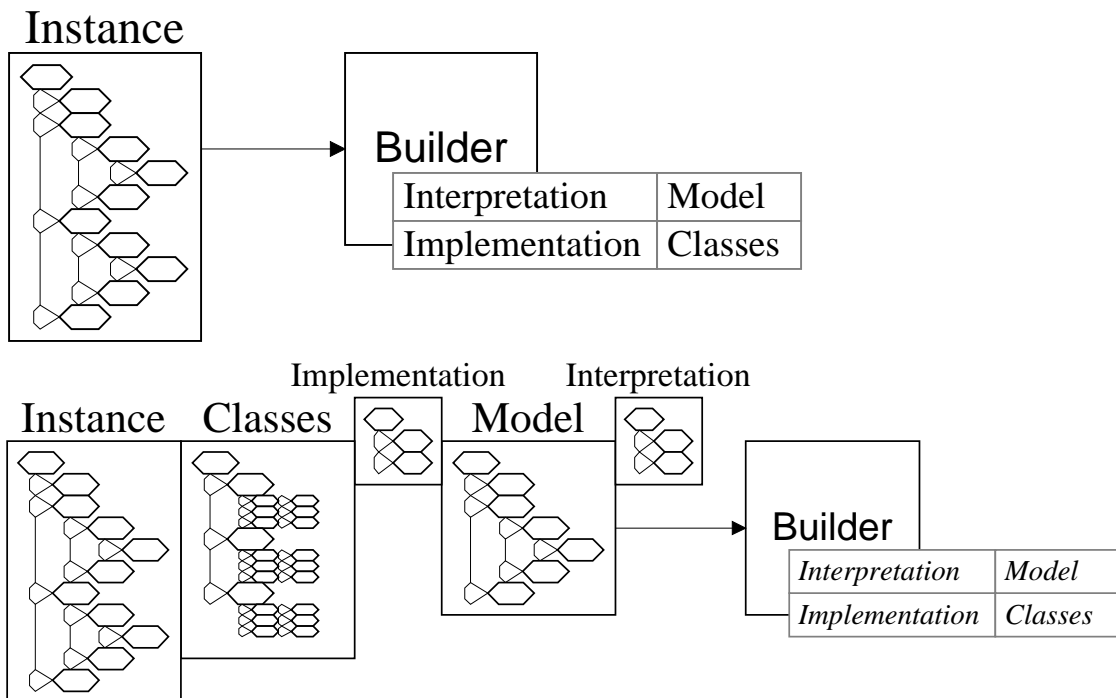 Instance
Builder
Interpretation Model
Implementation Classes
Implementation Interpretation
Instance Classes Model
Builder
Interpretation Model
Implementation Classes